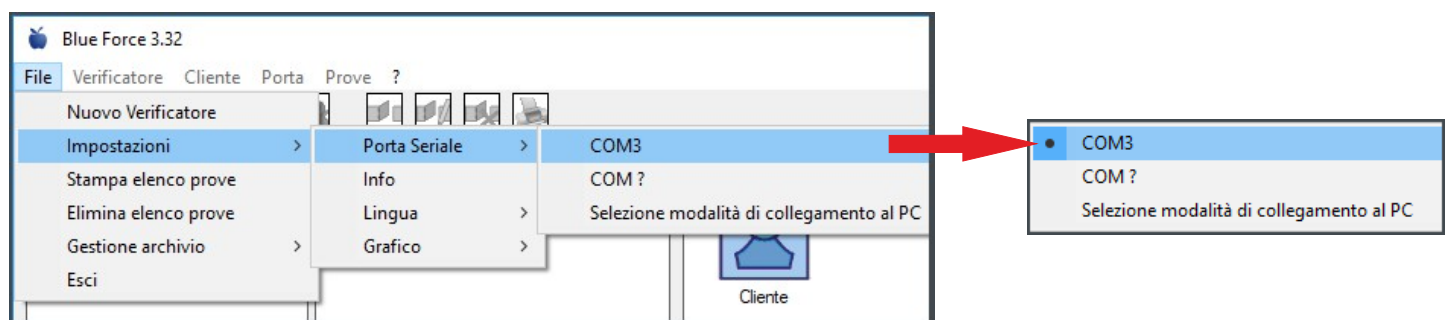 Blue Force 3.32
File Verificatore Cliente Porta Prove ?
Nuovo Verificatore
Impostazioni
Stampa elenco prove
Elimina elenco prove
Gestione archivio
Esci
Porta Seriale
Info
Lingua
Grafico
COM3
COM ?
Selezione modalità di collegamento al PC
Cliente
COM3
COM ?
Selezione modalità di collegamento al PC